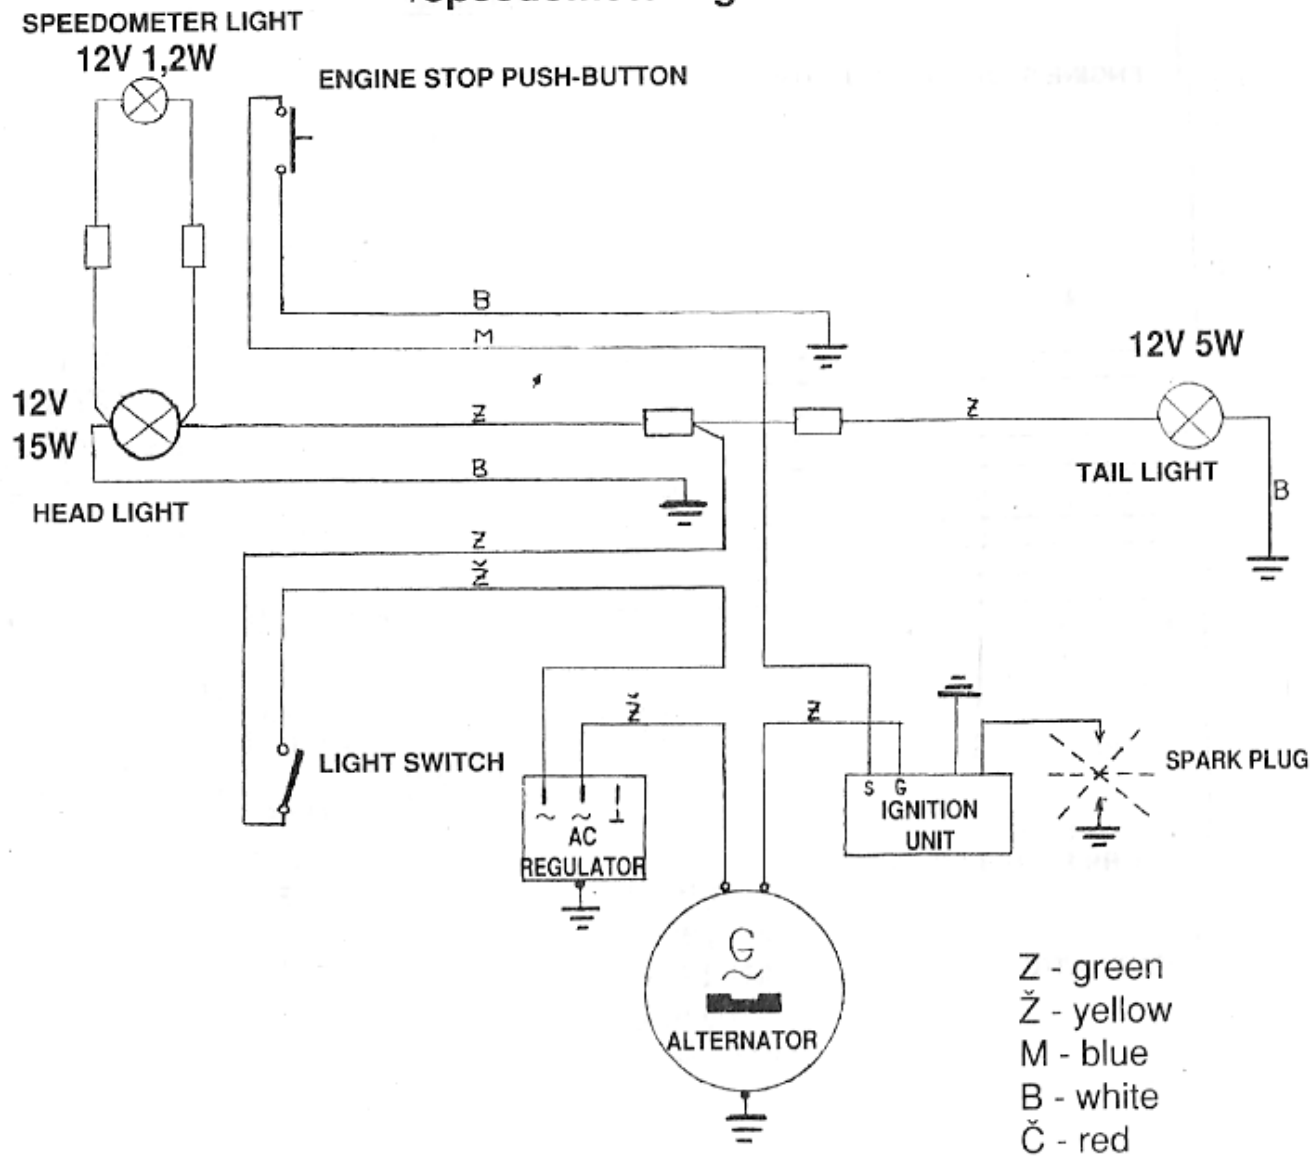 SPEEDOMETER LIGHT
12V 1,2W
ENGINE STOP PUSH-BUTTON
B
M
12V 5W
12V
15W
Z
Z
TAIL LIGHT
HEAD LIGHT
B
B
Z
Ž
Ž
Z
LIGHT SWITCH
SPARK PLUG
S G
IGNITION
UNIT
~ ~
AC
REGULATOR
G
~
ALTERNATOR
Z - green
Ž - yellow
M - blue
B - white
Č - red